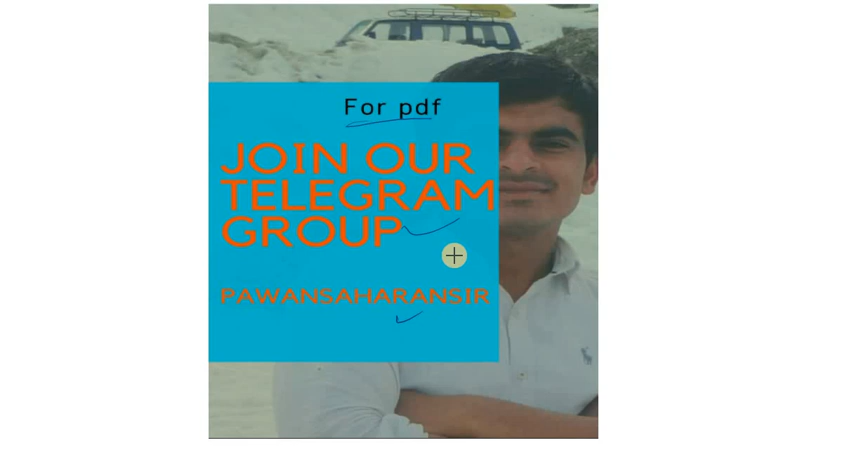 For pdf
JOIN OUR
TELEGRAM
GROUP
PAWANSAHARANSIR